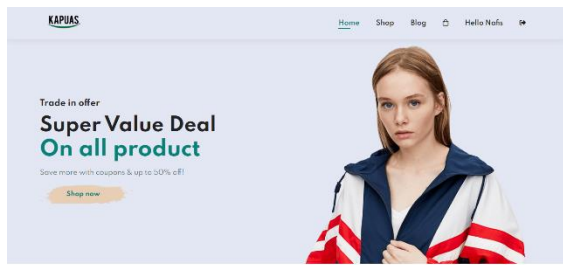 KAPUAS
Home Shop Blog Hello Nafis
Trade in offer
Super Value Deal
On all product
Save more with coupons & up to 50% off!
Shop now